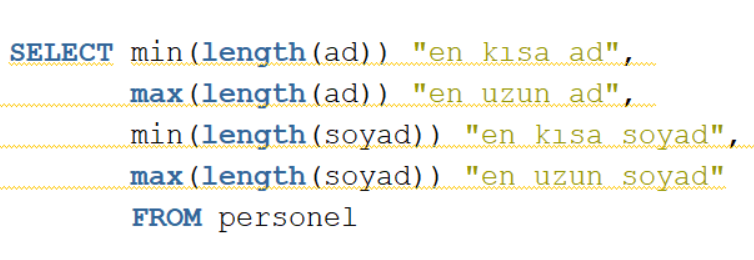 SELECT min(length(ad)) "en kısa ad",
max(length(ad)) "en uzun ad",
min(length(soyad)) "en kısa soyad",
max(length(soyad)) "en uzun soyad"
FROM personel